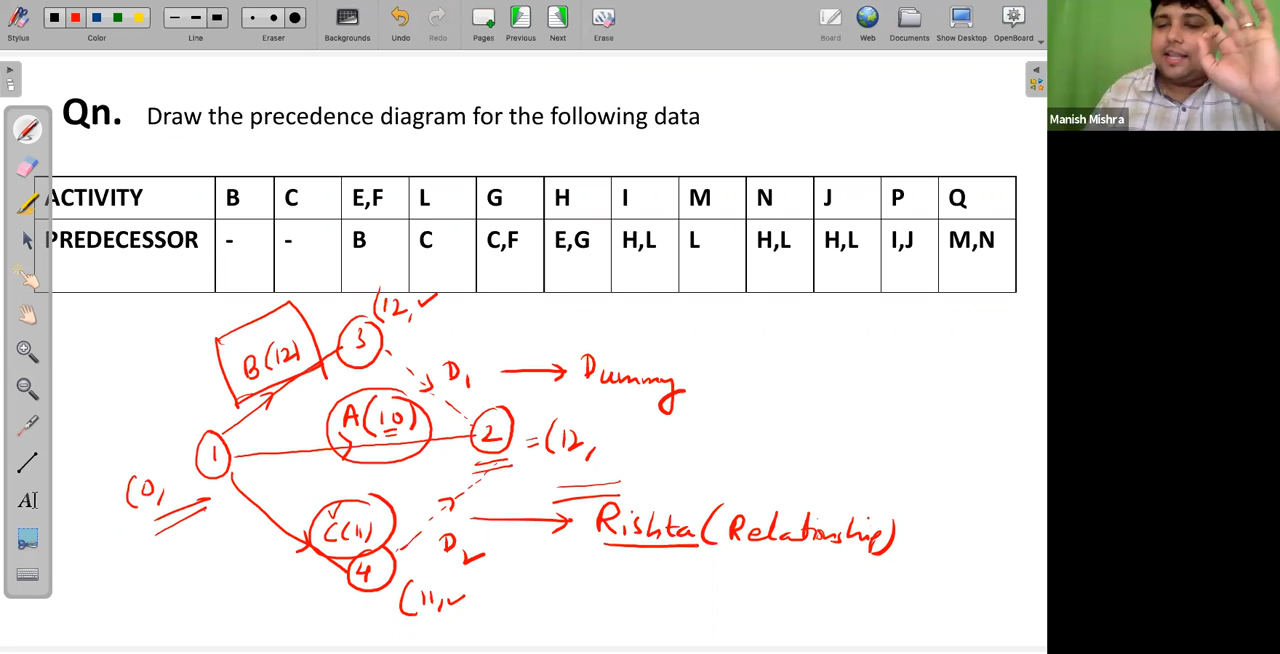 Stylus Color Line Eraser Backgrounds Undo Redo Pages Previous Next Erase Board Web Documents Show Desktop OpenBoard
Manish Mishra
Qn. Draw the precedence diagram for the following data
ACTIVITY B C E,F L G H I M N J P Q
PREDECESSOR - - B C C,F E,G H,L L H,L H,L I,J M,N
3 (12,
B(12)
D1 → Dummy
A(10)
1 2 =(12,
(0,
C(11) Rishta (Relationship)
D2
4
(11,
A